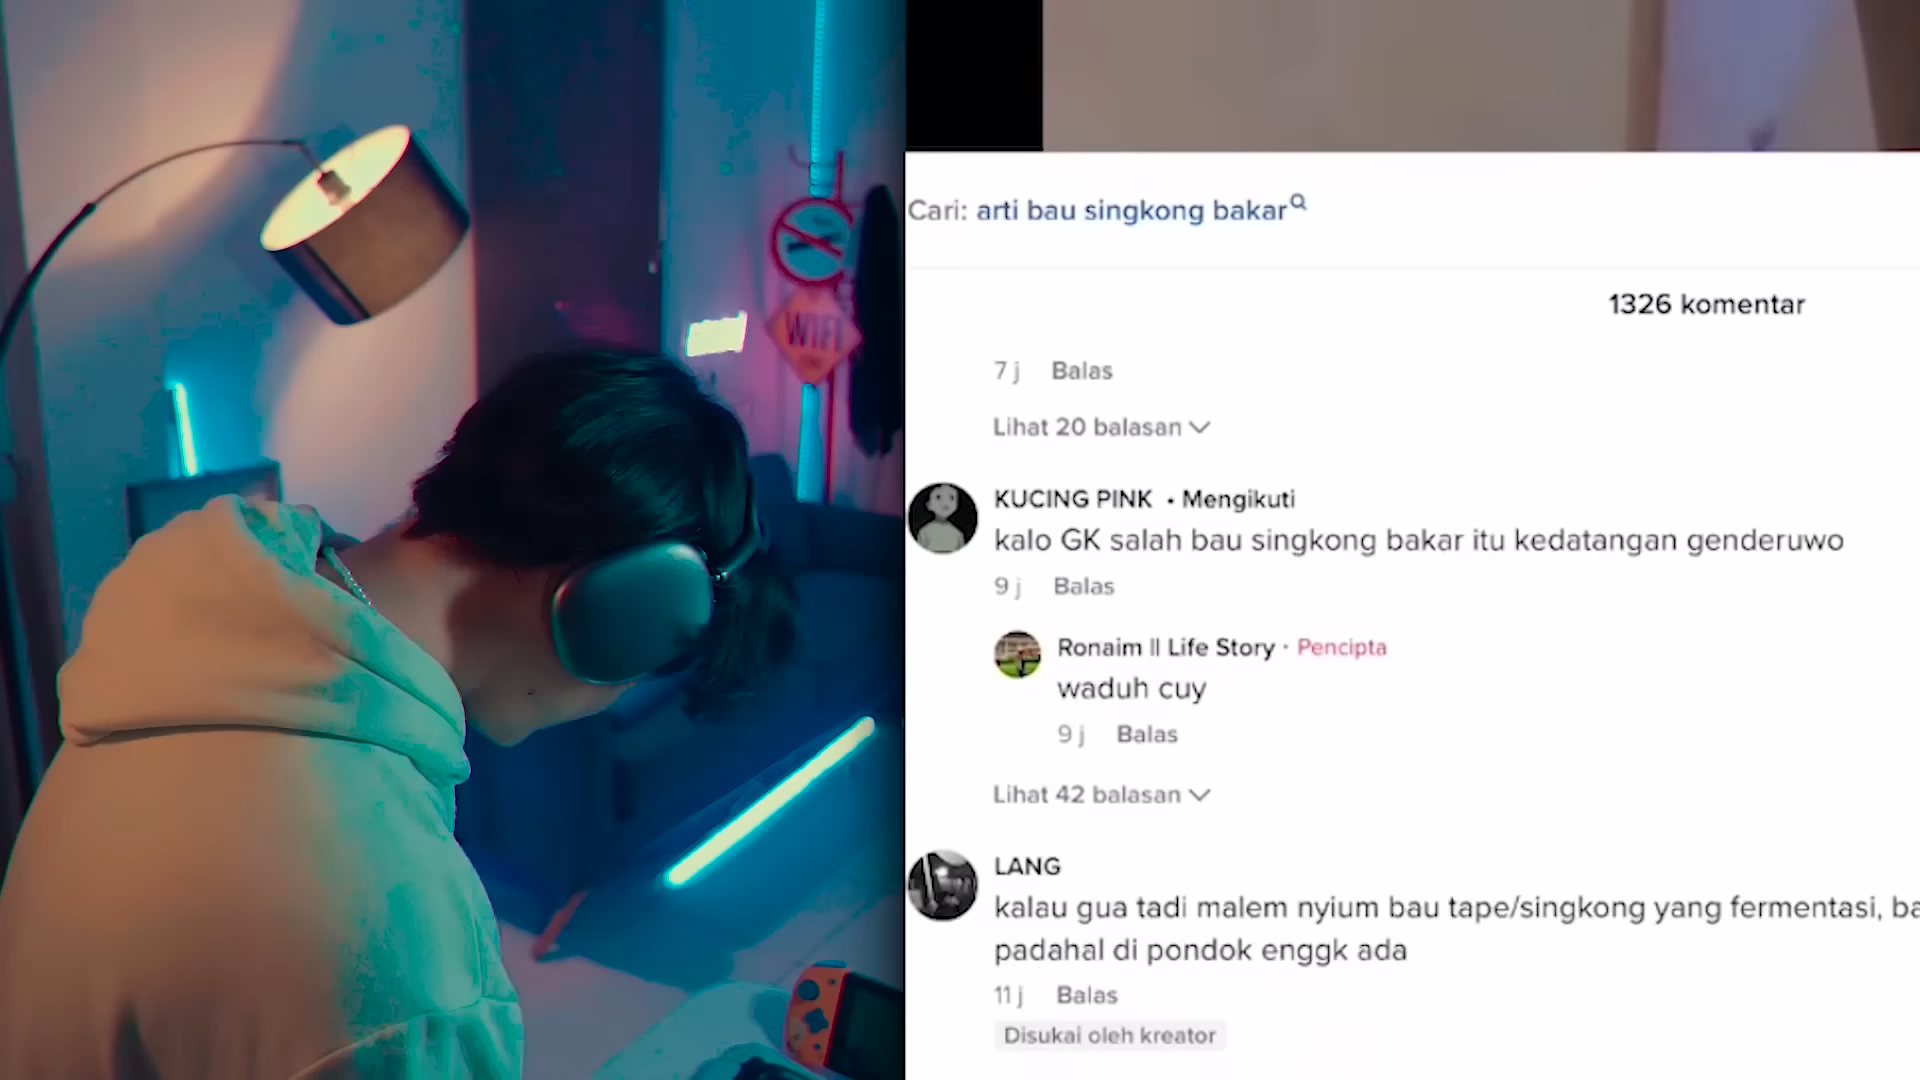 WIFI
Cari: arti bau singkong bakar
1326 komentar
7 j Balas
Lihat 20 balasan
KUCING PINK • Mengikuti
kalo GK salah bau singkong bakar itu kedatangan genderuwo
9 j Balas
Ronaim || Life Story · Pencipta
waduh cuy
9 j Balas
Lihat 42 balasan
LANG
kalau gua tadi malem nyium bau tape/singkong yang fermentasi, ba
padahal di pondok enggk ada
11 j Balas
Disukai oleh kreator